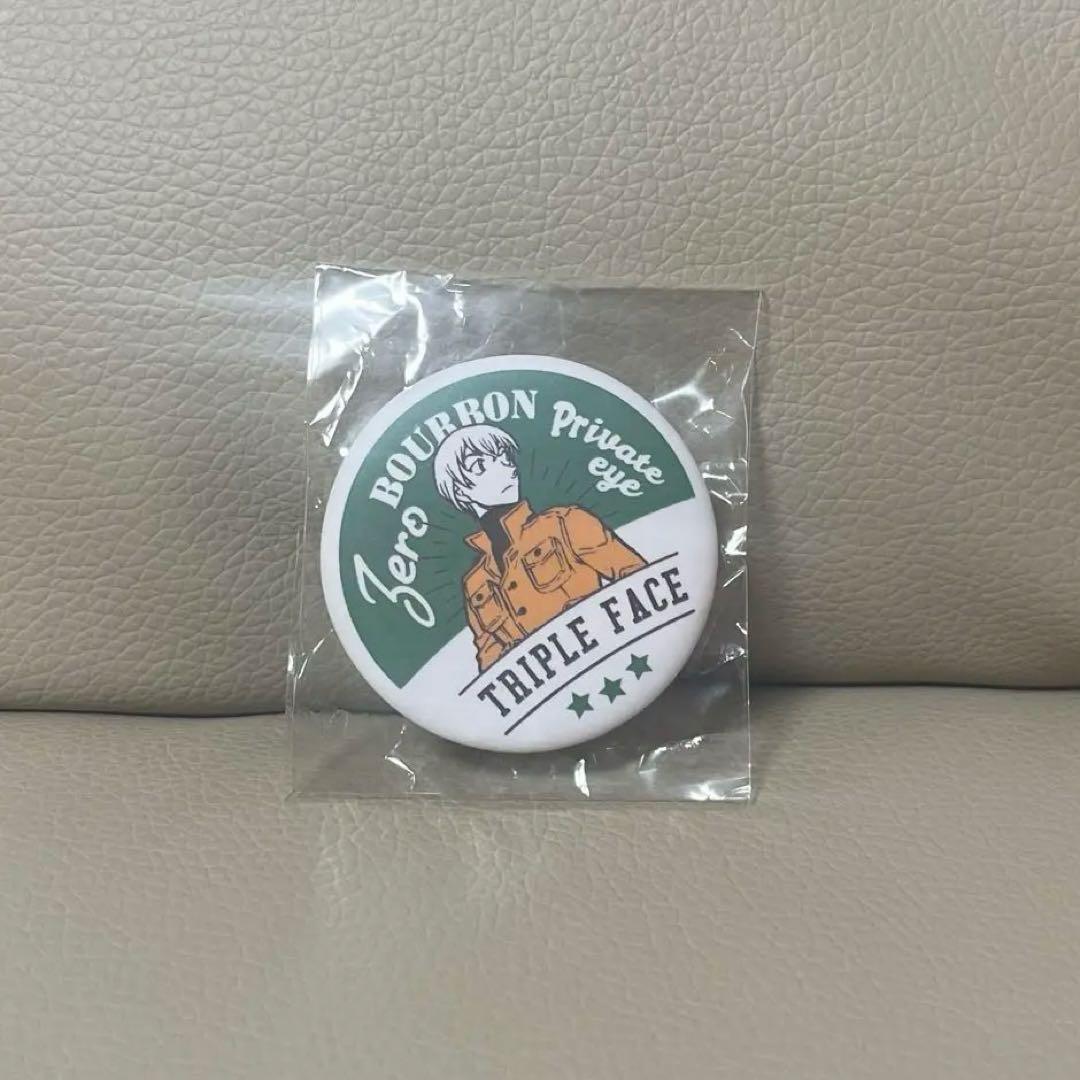 Zero
BOURBON
Private
eye
TRIPLE FACE